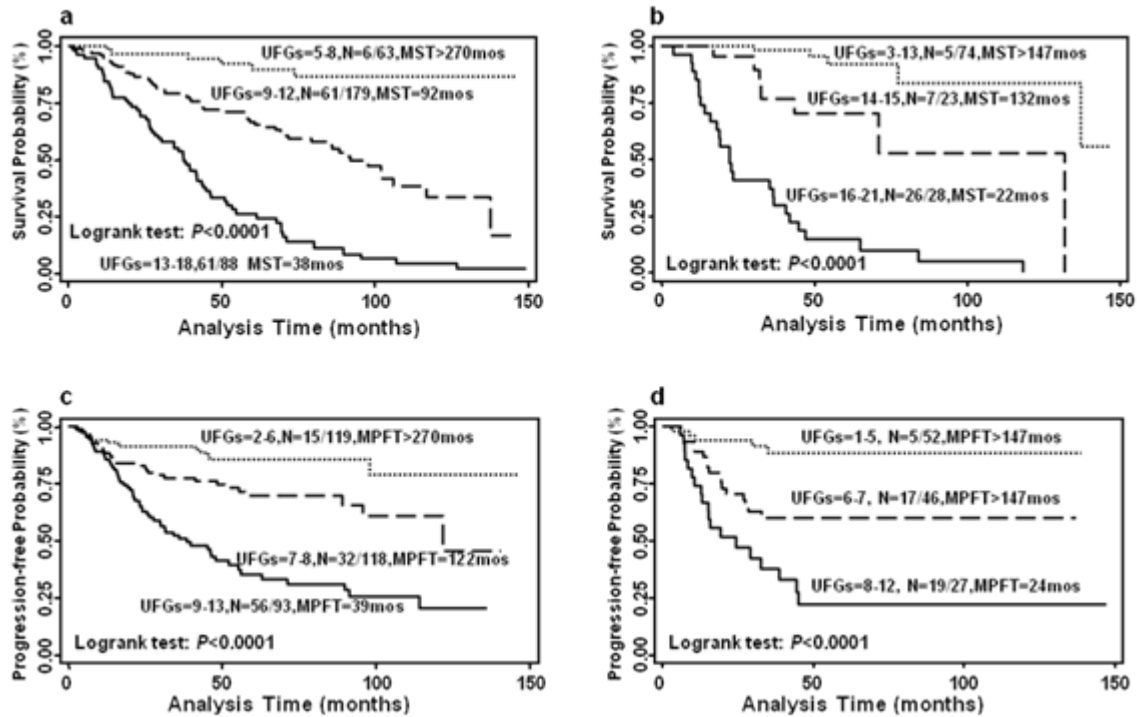 a
Survival Probability (%)
1.00
0.75
0.50
0.25
0.00
UFGs=5-8,N=6/63,MST>270mos
UFGs=9-12,N=61/179,MST=92mos
Logrank test: P<0.0001
UFGs=13-18,61/88 MST=38mos
0
50
100
150
Analysis Time (months)
b
Survival Probability (%)
1.00
0.75
0.50
0.25
0.00
UFGs=3-13,N=5/74,MST>147mos
UFGs=14-15,N=7/23,MST=132mos
UFGs=16-21,N=26/28,MST=22mos
Logrank test: P<0.0001
0
50
100
150
Analysis Time (months)
c
Progression-free Probability (%)
1.00
0.75
0.50
0.25
0.00
UFGs=2-6,N=15/119,MPFT>270mos
UFGs=7-8,N=32/118,MPFT=122mos
UFGs=9-13,N=56/93,MPFT=39mos
Logrank test: P<0.0001
0
50
100
150
Analysis Time (months)
d
Progression-free Probability (%)
1.00
0.75
0.50
0.25
0.00
UFGs=1-5, N=5/52,MPFT>147mos
UFGs=6-7, N=17/46,MPFT>147mos
UFGs=8-12, N=19/27,MPFT=24mos
Logrank test: P<0.0001
0
50
100
150
Analysis Time (months)